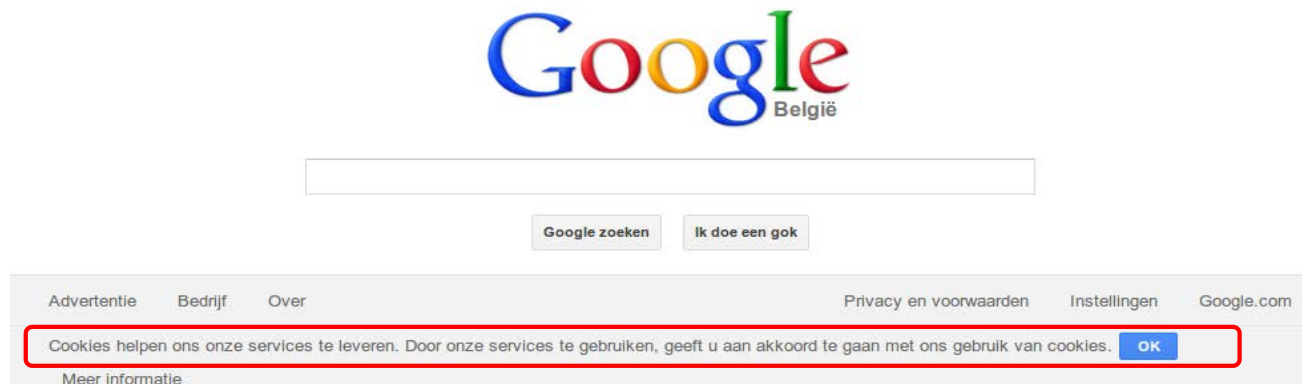 Google
België
Google zoeken Ik doe een gok
Advertentie Bedrijf Over Privacy en voorwaarden Instellingen Google.com
Cookies helpen ons onze services te leveren. Door onze services te gebruiken, geeft u aan akkoord te gaan met ons gebruik van cookies. OK
Meer informatie